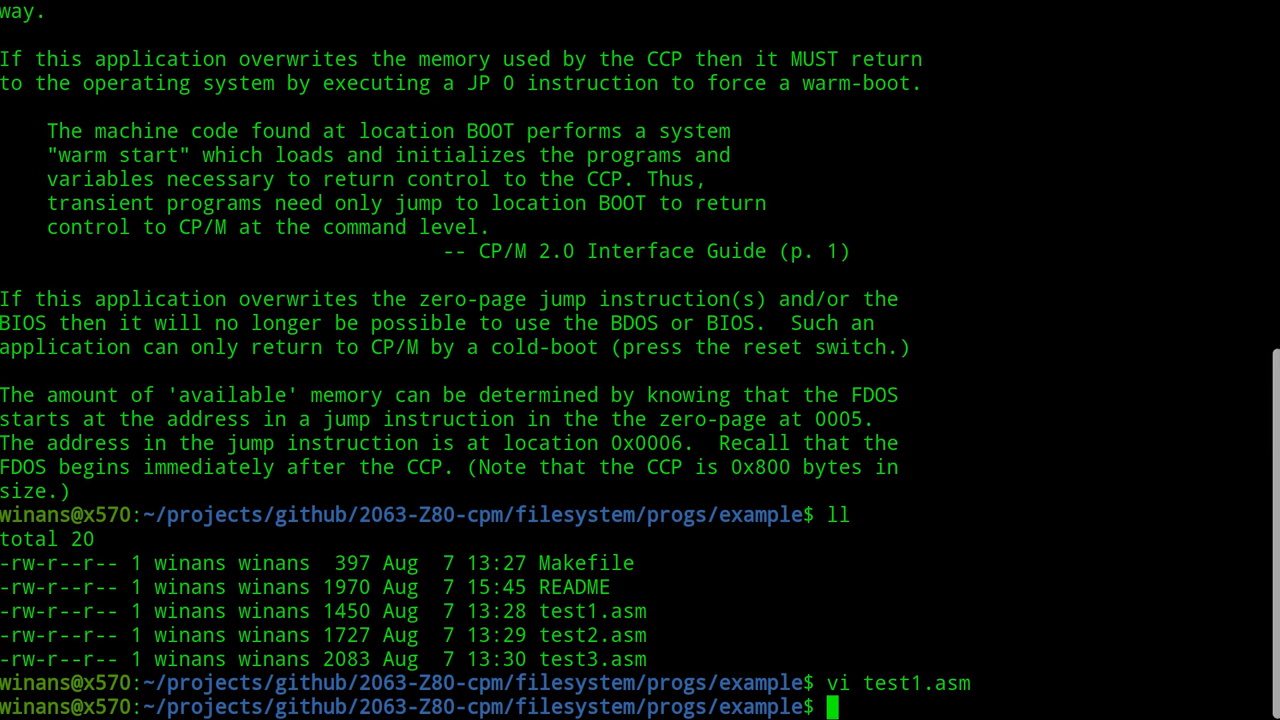 way.
If this application overwrites the memory used by the CCP then it MUST return
to the operating system by executing a JP 0 instruction to force a warm-boot.
The machine code found at location BOOT performs a system
"warm start" which loads and initializes the programs and
variables necessary to return control to the CCP. Thus,
transient programs need only jump to location BOOT to return
control to CP/M at the command level.
-- CP/M 2.0 Interface Guide (p. 1)
If this application overwrites the zero-page jump instruction(s) and/or the
BIOS then it will no longer be possible to use the BDOS or BIOS.  Such an
application can only return to CP/M by a cold-boot (press the reset switch.)
The amount of 'available' memory can be determined by knowing that the FDOS
starts at the address in a jump instruction in the the zero-page at 0005.
The address in the jump instruction is at location 0x0006.  Recall that the
FDOS begins immediately after the CCP. (Note that the CCP is 0x800 bytes in
size.)
winans@x570:~/projects/github/2063-Z80-cpm/filesystem/progs/example$ ll
total 20
-rw-r--r-- 1 winans winans  397 Aug  7 13:27 Makefile
-rw-r--r-- 1 winans winans 1970 Aug  7 15:45 README
-rw-r--r-- 1 winans winans 1450 Aug  7 13:28 test1.asm
-rw-r--r-- 1 winans winans 1727 Aug  7 13:29 test2.asm
-rw-r--r-- 1 winans winans 2083 Aug  7 13:30 test3.asm
winans@x570:~/projects/github/2063-Z80-cpm/filesystem/progs/example$ vi test1.asm
winans@x570:~/projects/github/2063-Z80-cpm/filesystem/progs/example$